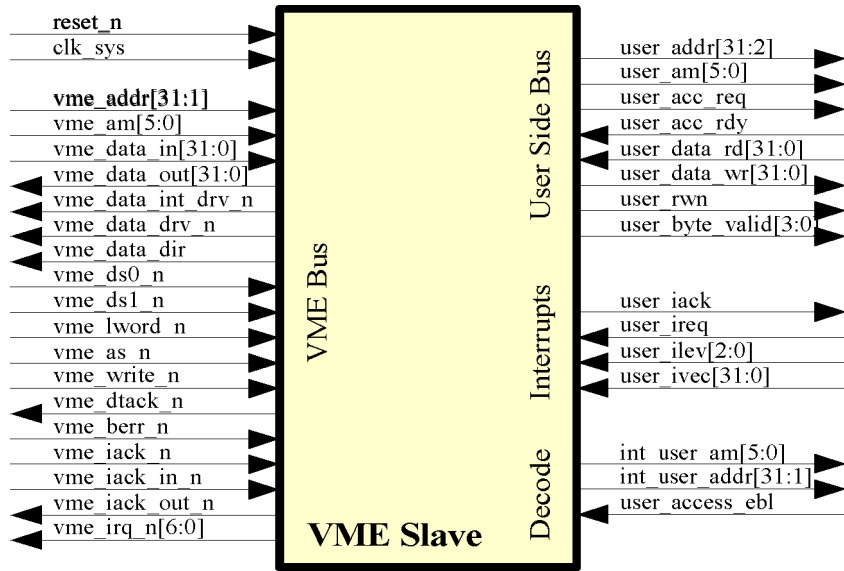 reset_n
clk_sys
vme_addr[31:1]
vme_am[5:0]
vme_data_in[31:0]
vme_data_out[31:0]
vme_data_int_drv_n
vme_data_drv_n
vme_data_dir
vme_ds0_n
vme_ds1_n
vme_lword_n
vme_as_n
vme_write_n
vme_dtack_n
vme_berr_n
vme_iack_n
vme_iack_in_n
vme_iack_out_n
vme_irq_n[6:0]
VME Bus
VME Slave
User Side Bus
Interrupts
Decode
user_addr[31:2]
user_am[5:0]
user_acc_req
user_acc_rdy
user_data_rd[31:0]
user_data_wr[31:0]
user_rwn
user_byte_valid[3:0]
user_iack
user_ireq
user_ilev[2:0]
user_ivec[31:0]
int_user_am[5:0]
int_user_addr[31:1]
user_access_ebl